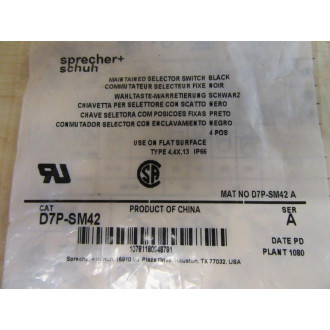 sprecher+
schuh
MAINTAINED SELECTOR SWITCH BLACK
COMMUTATEUR SELECTEUR FIXE NOIR
WAHLTASTE-MARRETIERUNG SCHWARZ
CHIAVETTA PER SELETTORE CON SCATTO NERO
CHAVE SELETORA COM POSICOES FIXAS PRETO
CONMUTADOR SELECTOR CON ENCLAVAMIENTO NEGRO
4 POS
USE ON FLAT SURFACE
TYPE 4,4X,13 IP66
MAT NO D7P-SM42 A
CAT
D7P-SM42
PRODUCT OF CHINA
SER
A
DATE PD
PLANT 1080
Plaza Drive, Houston, TX 77032, USA